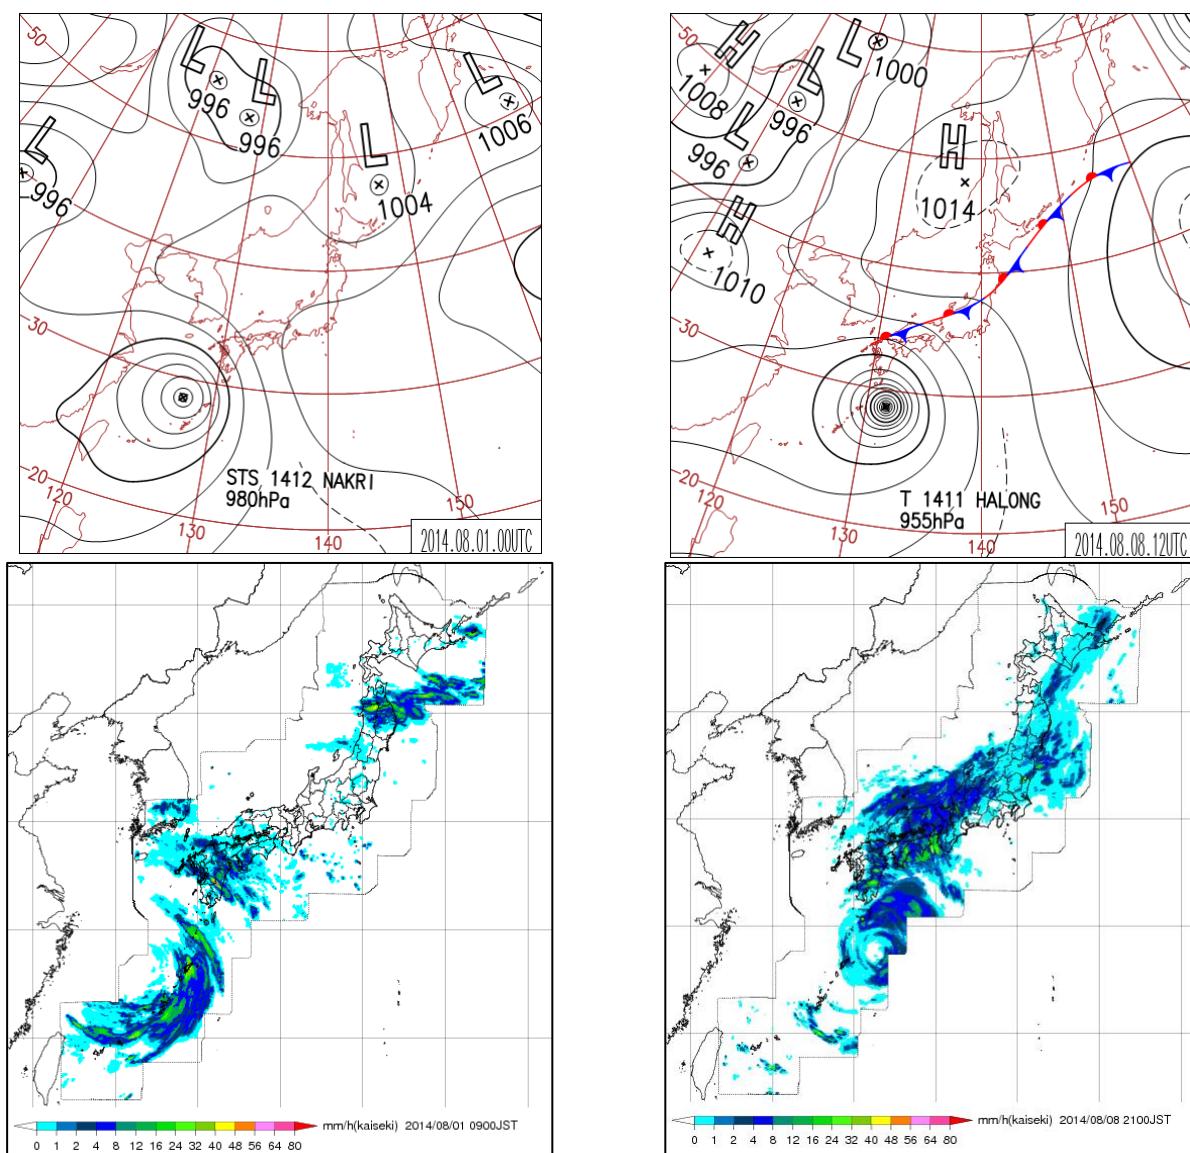 50
L
L
L
L
L
996
996
996
1004
1006
30
20
120
130
140
150
STS 1412 NAKRI
980hPa
2014.08.01.00UTC
50
H
L
L
L
H
H
1000
1008
996
996
1014
1010
30
20
120
130
140
150
T 1411 HALONG
955hPa
2014.08.08.12UTC
0 1 2 4 8 12 16 24 32 40 48 56 64 80 mm/h(kaiseki) 2014/08/01 0900JST
0 1 2 4 8 12 16 24 32 40 48 56 64 80 mm/h(kaiseki) 2014/08/08 2100JST